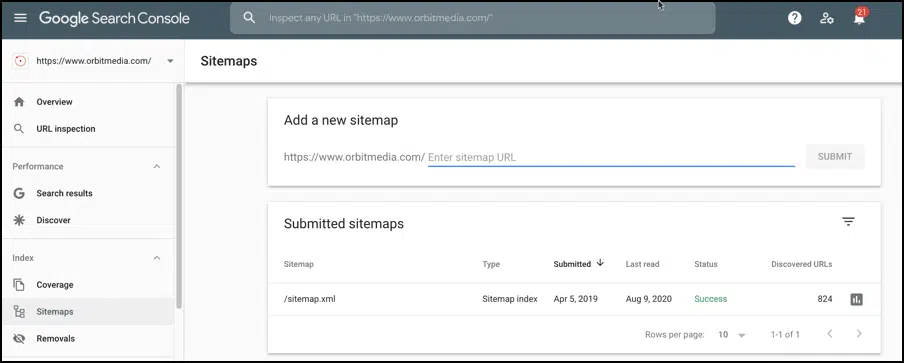 Google Search Console
Inspect any URL in "https://www.orbitmedia.com/"
21
https://www.orbitmedia.com/
Sitemaps
Overview
URL inspection
Performance
Search results
Discover
Index
Coverage
Sitemaps
Removals
Add a new sitemap
https://www.orbitmedia.com/ Enter sitemap URL SUBMIT
Submitted sitemaps
Sitemap Type Submitted Last read Status Discovered URLs
/sitemap.xml Sitemap index Apr 5, 2019 Aug 9, 2020 Success 824
Rows per page: 10 1-1 of 1